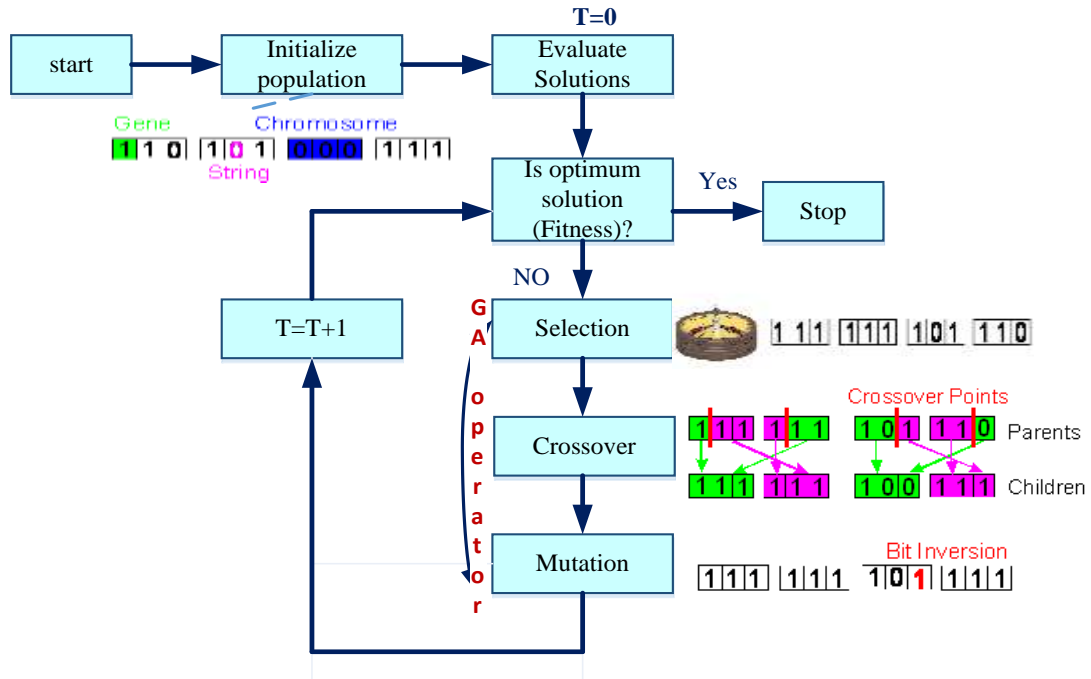 T=0
start
Initialize
population
Evaluate
Solutions
Gene
Chromosome
1 1 0 1 0 1 0 0 0 1 1 1
String
Is optimum
solution
(Fitness)?
Yes
Stop
NO
T=T+1
GA operator
Selection
1 1 1 1 1 1 1 0 1 1 1 0
Crossover Points
Crossover
1 1 1 1 1 1 1 0 1 1 1 0 Parents
1 1 1 1 1 1 1 0 0 1 1 1 Children
Bit Inversion
Mutation
1 1 1 1 1 1 1 0 1 1 1 1